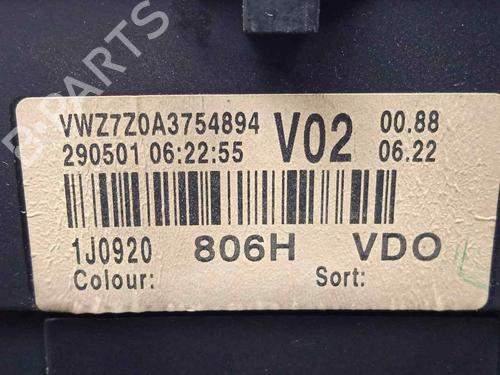 B-PARTS
VWZ7Z0A3754894 V02 00.88
290501 06:22:55 06.22
1J0920 806H VDO
Colour: Sort: